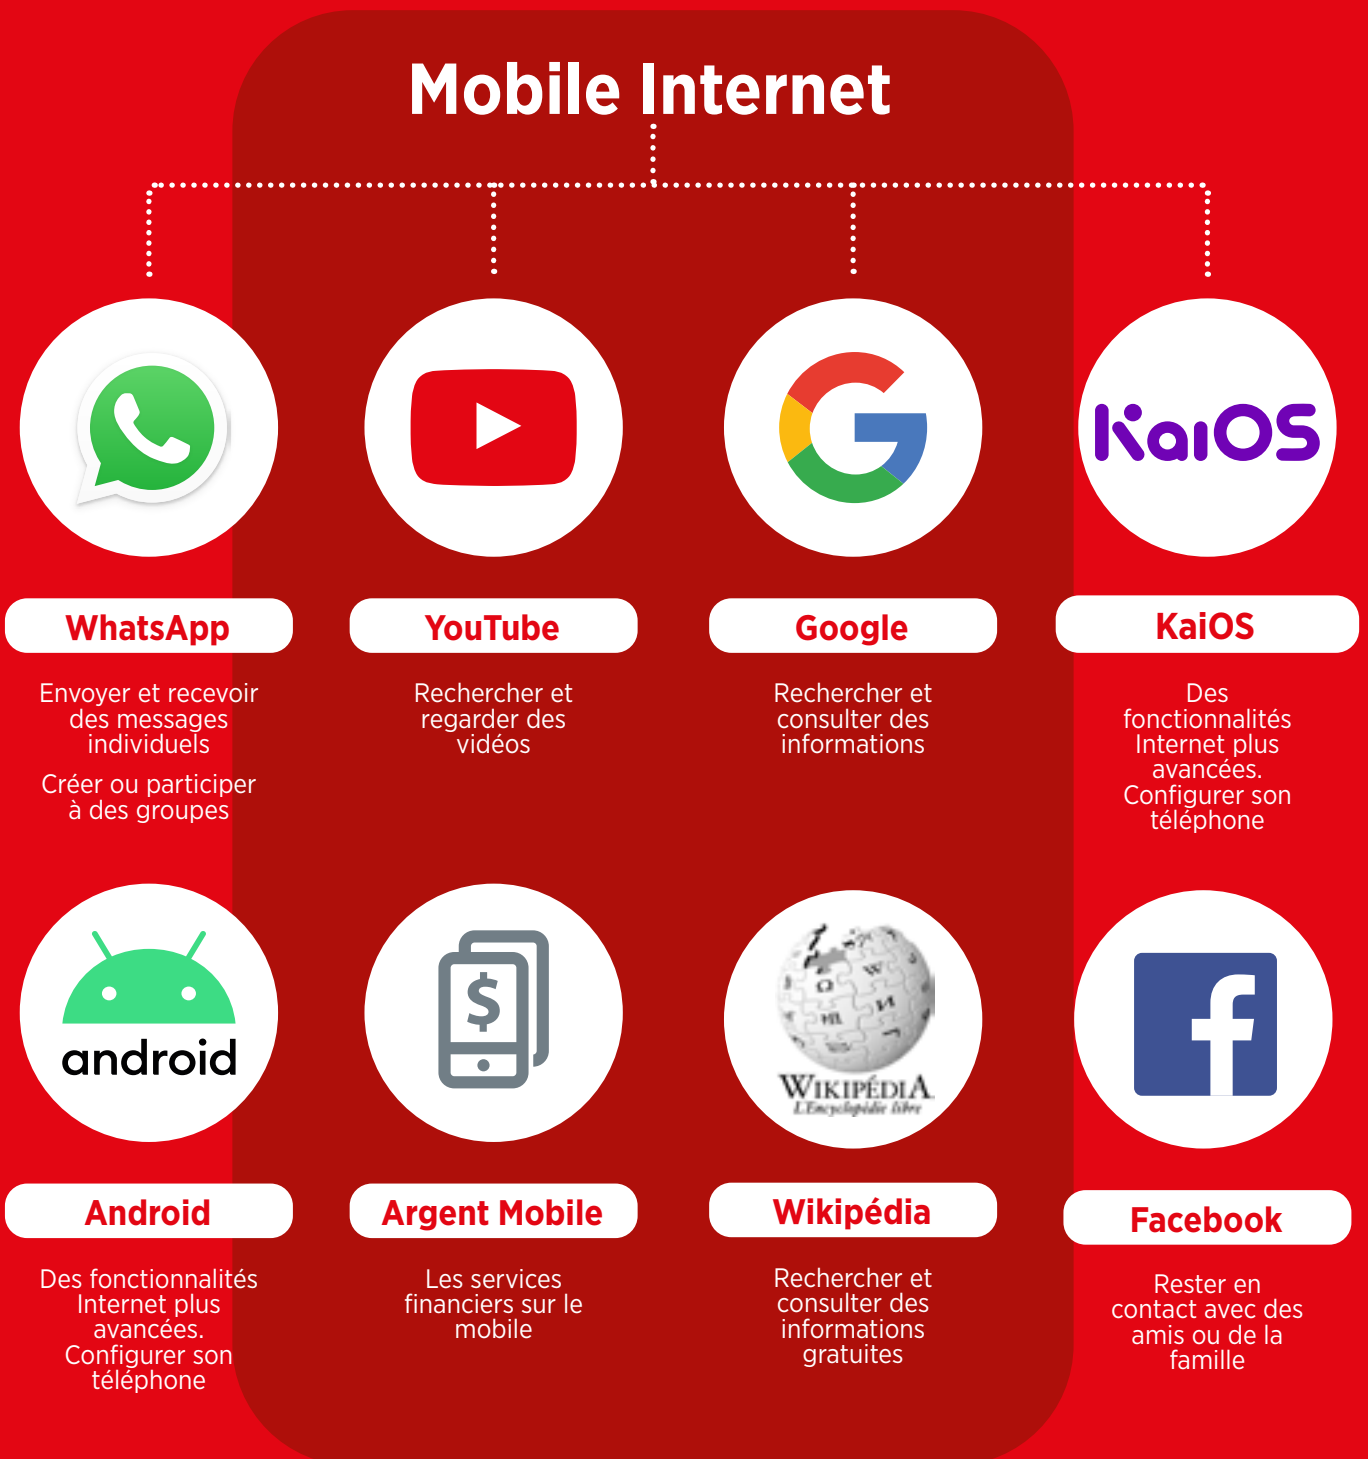 Mobile Internet
KaiOS
WhatsApp
YouTube
Google
KaiOS
Envoyer et recevoir
des messages
individuels
Créer ou participer
à des groupes
Rechercher et
regarder des
vidéos
Rechercher et
consulter des
informations
Des
fonctionnalités
Internet plus
avancées.
Configurer son
téléphone
android
$
WIKIPÉDIA
L'Encyclopédie libre
Android
Argent Mobile
Wikipédia
Facebook
Des fonctionnalités
Internet plus
avancées.
Configurer son
téléphone
Les services
financiers sur le
mobile
Rechercher et
consulter des
informations
gratuites
Rester en
contact avec des
amis ou de la
famille